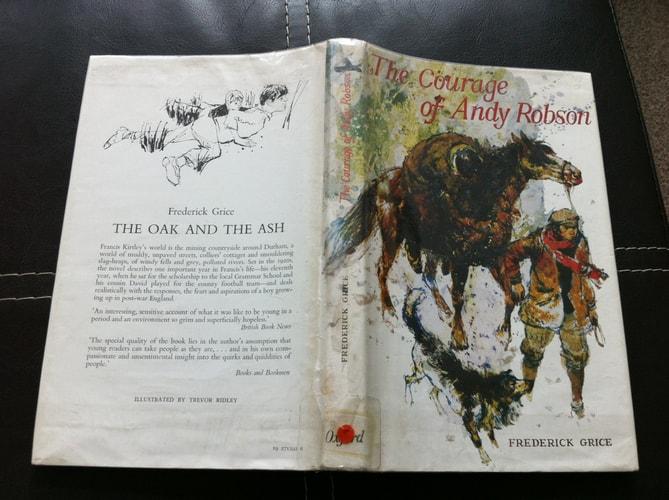 Frederick Grice
THE OAK AND THE ASH
Francis Kirtley's world is the mining countryside around Durham, a
world of muddy, unpaved streets, colliers' cottages and smouldering
slag-heaps, of windy fells and grey, polluted rivers. Set in the 1920s,
the novel describes one important year in Francis's life—his eleventh
year, when he sat for the scholarship to the local Grammar School and
his cousin David played for the county football team—and deals
realistically with the responses, the fears and aspirations of a boy grow-
ing up in post-war England.
'An interesting, sensitive account of what it was like to be young in a
period and an environment so grim and superficially hopeless.'
British Book News
'The special quality of the book lies in the author's assumption that
young readers can take people as they are, . . . and in his own com-
passionate and unsentimental insight into the quirks and quiddities of
people.'
Books and Bookmen
ILLUSTRATED BY TREVOR RIDLEY
The Courage of Andy Robson
FREDERICK GRICE
Oxford
The Courage
of Andy Robson
FREDERICK GRICE